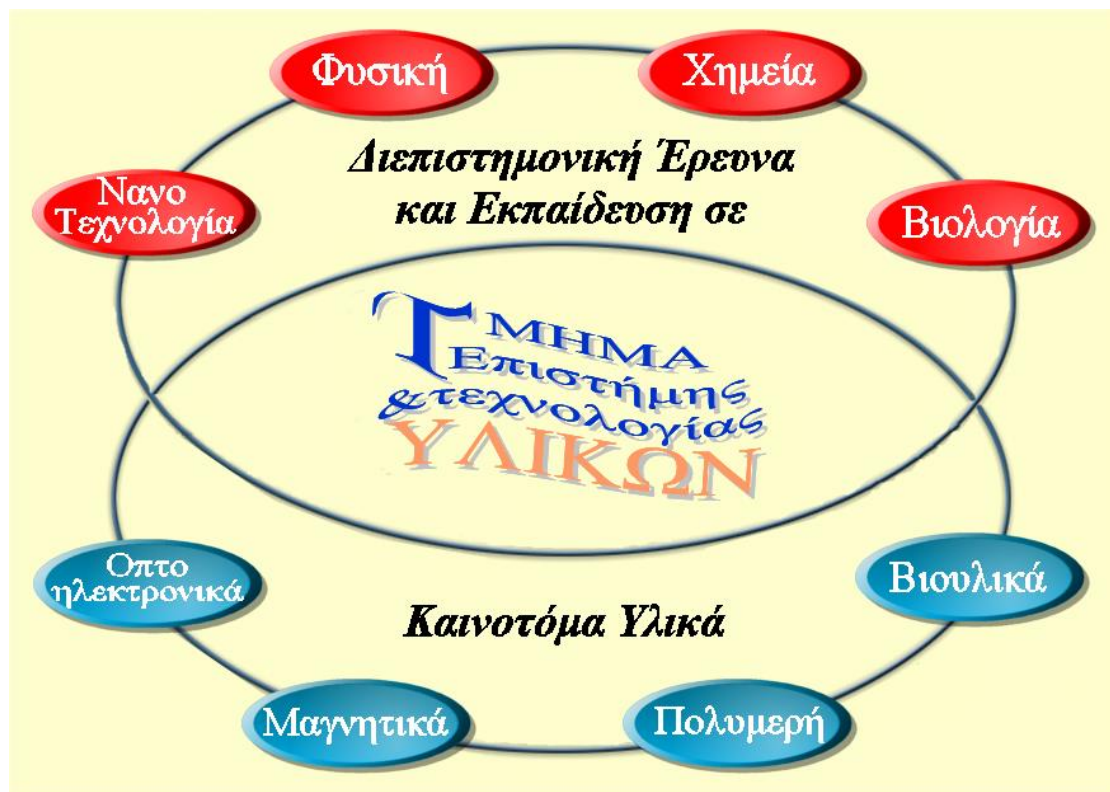 Φυσική
Χημεία
Διεπιστημονική Έρευνα
και Εκπαίδευση σε
Νανο
Τεχνολογία
Βιολογία
ΤΜΗΜΑ
Επιστήμης
&τεχνολογίας
ΥΛΙΚΩΝ
Οπτο
ηλεκτρονικά
Βιουλικά
Καινοτόμα Υλικά
Μαγνητικά
Πολυμερή